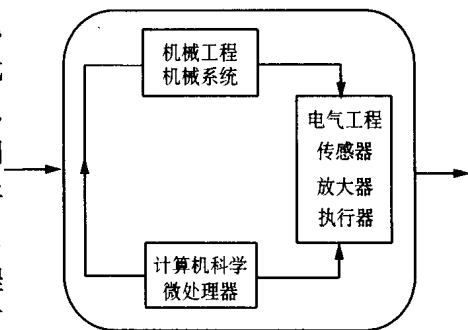 机械工程
机械系统
电气工程
传感器
放大器
执行器
计算机科学
微处理器